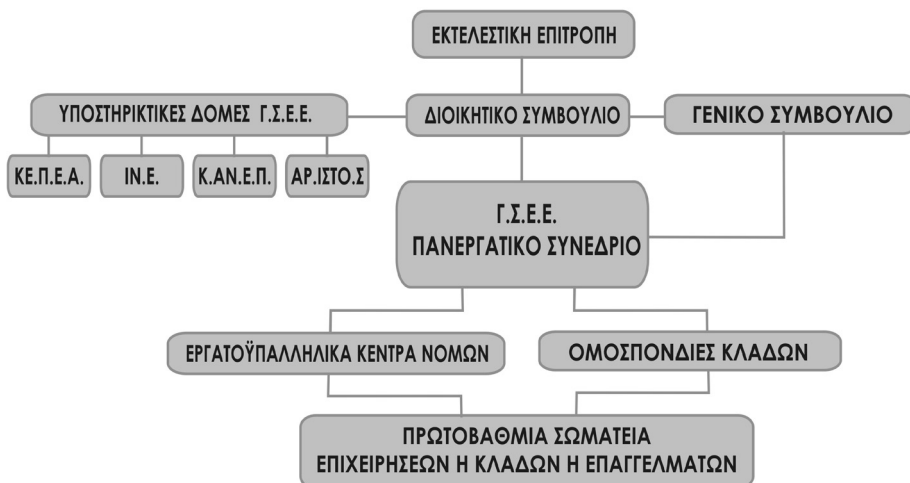 ΕΚΤΕΛΕΣΤΙΚΗ ΕΠΙΤΡΟΠΗ
ΥΠΟΣΤΗΡΙΚΤΙΚΕΣ ΔΟΜΕΣ Γ.Σ.Ε.Ε.
ΔΙΟΙΚΗΤΙΚΟ ΣΥΜΒΟΥΛΙΟ
ΓΕΝΙΚΟ ΣΥΜΒΟΥΛΙΟ
ΚΕ.Π.Ε.Α.
ΙΝ.Ε.
Κ.ΑΝ.Ε.Π.
ΑΡ.ΙΣΤΟ.Σ
Γ.Σ.Ε.Ε.
ΠΑΝΕΡΓΑΤΙΚΟ ΣΥΝΕΔΡΙΟ
ΕΡΓΑΤΟΫΠΑΛΛΗΛΙΚΑ ΚΕΝΤΡΑ ΝΟΜΩΝ
ΟΜΟΣΠΟΝΔΙΕΣ ΚΛΑΔΩΝ
ΠΡΩΤΟΒΑΘΜΙΑ ΣΩΜΑΤΕΙΑ
ΕΠΙΧΕΙΡΗΣΕΩΝ Η ΚΛΑΔΩΝ Η ΕΠΑΓΓΕΛΜΑΤΩΝ